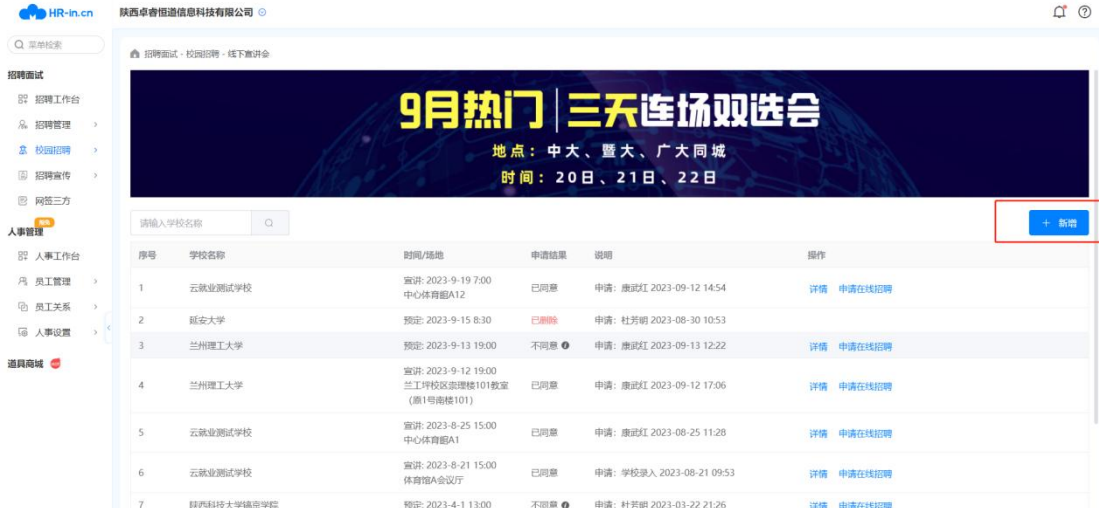 HR-in.cn
陕西卓睿恒道信息科技有限公司
菜单检索
招聘面试
招聘工作台
招聘管理
校园招聘
招聘宣传
网签三方
人事管理
人事工作台
员工管理
员工关系
人事设置
道具商城
招聘面试 - 校园招聘 - 线下宣讲会
9月热门|三天连场双选会
地点：中大、暨大、广大同城
时间：20日、21日、22日
请输入学校名称
+ 新增
序号 学校名称 时间/场地 申请结果 说明 操作
1 云就业测试学校 宣讲: 2023-9-19 7:00 已同意 申请: 康武红 2023-09-12 14:54 详情 申请在线招聘
中心体育馆A12
2 延安大学 预定: 2023-9-15 8:30 已删除 申请: 杜芳明 2023-08-30 10:53
3 兰州理工大学 预定: 2023-9-13 19:00 不同意 申请: 康武红 2023-09-13 12:22 详情 申请在线招聘
宣讲: 2023-9-12 19:00
4 兰州理工大学 兰工坪校区崇理楼101教室 已同意 申请: 康武红 2023-09-12 17:06 详情 申请在线招聘
(原1号南楼101)
5 云就业测试学校 宣讲: 2023-8-25 15:00 已同意 申请: 康武红 2023-08-25 11:28 详情 申请在线招聘
中心体育馆A1
6 云就业测试学校 宣讲: 2023-8-21 15:00 已同意 申请: 学校录入 2023-08-21 09:53 详情 申请在线招聘
体育馆A会议厅
7 陕西科技大学镐京学院 预定: 2023-4-1 13:00 不同意 申请: 杜芳明 2023-03-22 21:26 详情 申请在线招聘